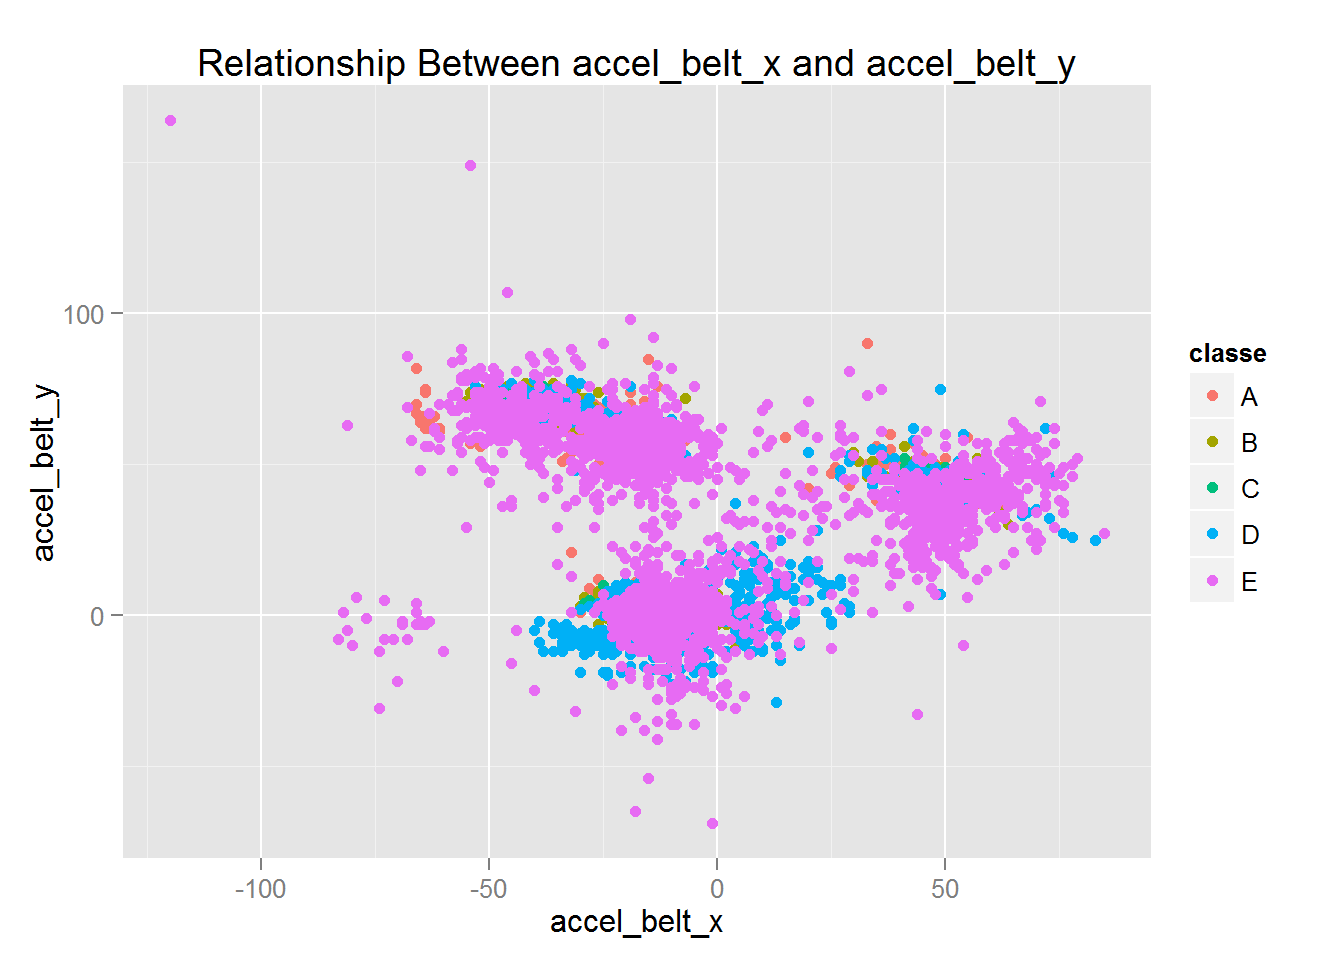 Relationship Between accel_belt_x and accel_belt_y
accel_belt_y
100
0
-100
-50
0
50
accel_belt_x
classe
A
B
C
D
E